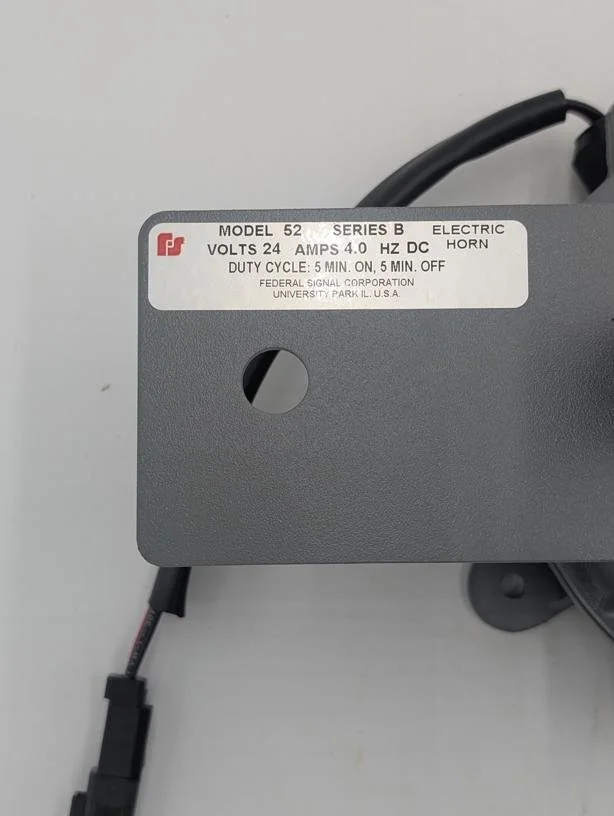 FS
MODEL 52 SERIES B ELECTRIC
VOLTS 24 AMPS 4.0 HZ DC HORN
DUTY CYCLE: 5 MIN. ON, 5 MIN. OFF
FEDERAL SIGNAL CORPORATION
UNIVERSITY PARK IL. U.S.A.